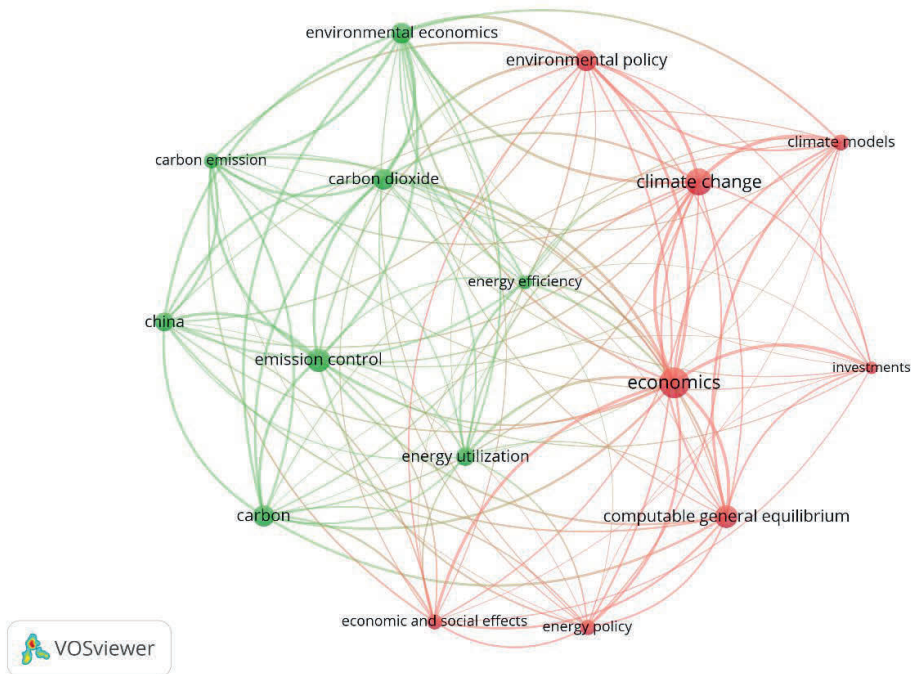 environmental economics
environmental policy
climate models
carbon emission
carbon dioxide
climate change
energy efficiency
china
emission control
investments
economics
energy utilization
carbon
computable general equilibrium
economic and social effects
energy policy
VOSviewer